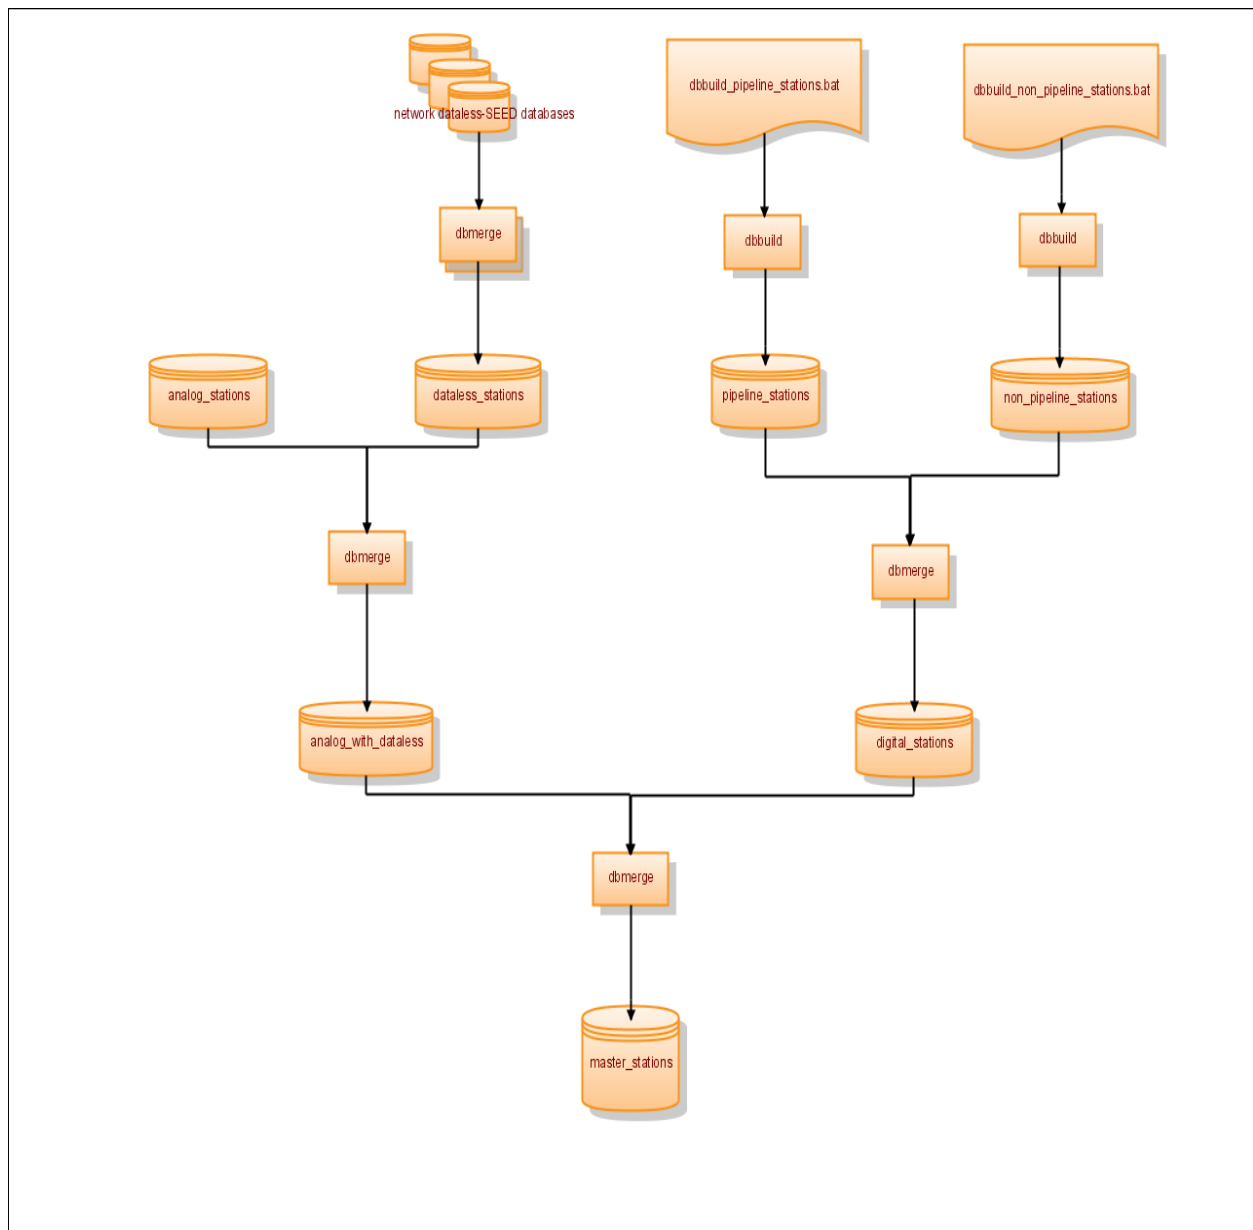 network dataless-SEED databases
dbbuild_pipeline_stations.bat
dbbuild_non_pipeline_stations.bat
dbmerge
dbbuild
dbbuild
analog_stations
dataless_stations
pipeline_stations
non_pipeline_stations
dbmerge
dbmerge
analog_with_dataless
digital_stations
dbmerge
master_stations